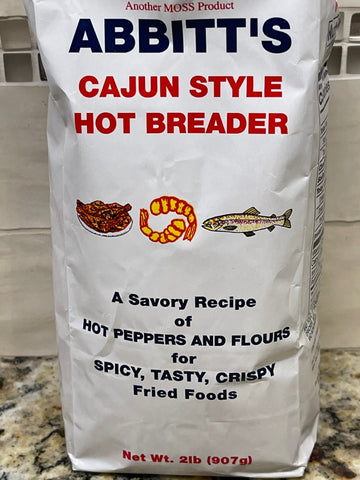 Another MOSS Product
ABBITT'S
CAJUN STYLE
HOT BREADER
A Savory Recipe
of
HOT PEPPERS AND FLOURS
for
SPICY, TASTY, CRISPY
Fried Foods
Net Wt. 2lb (907g)